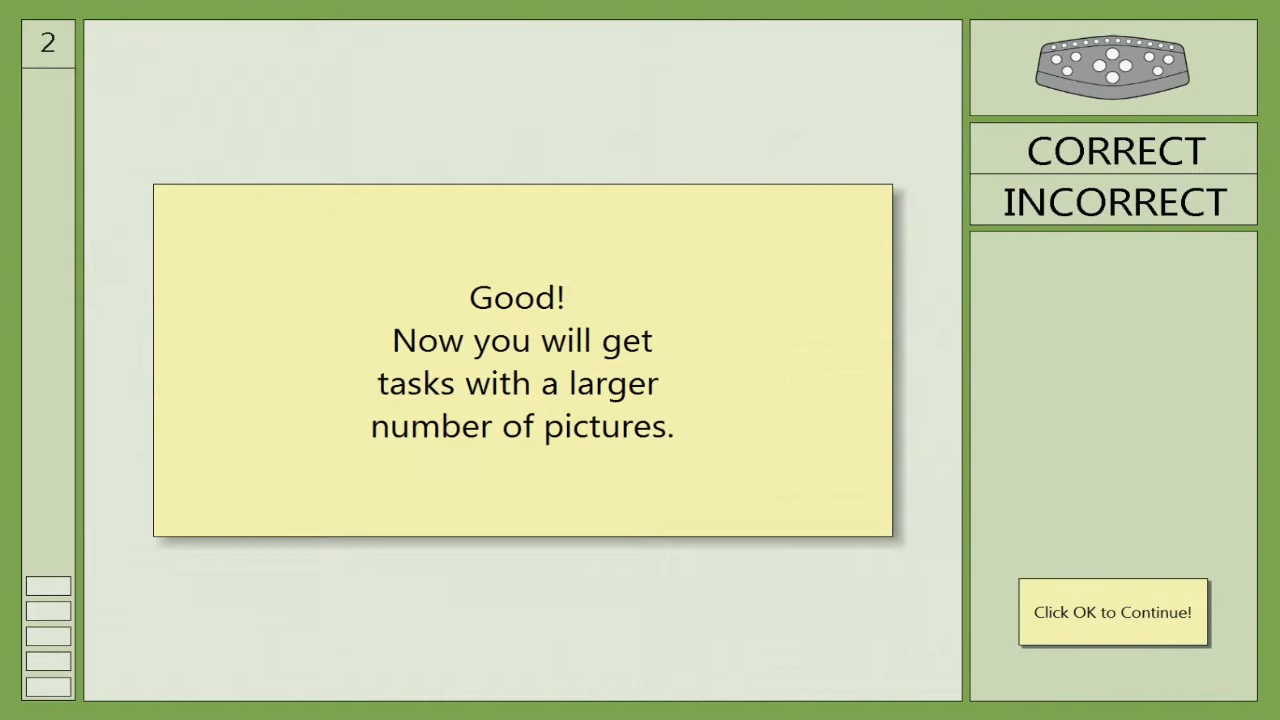 2
Good!
Now you will get
tasks with a larger
number of pictures.
CORRECT
INCORRECT
Click OK to Continue!